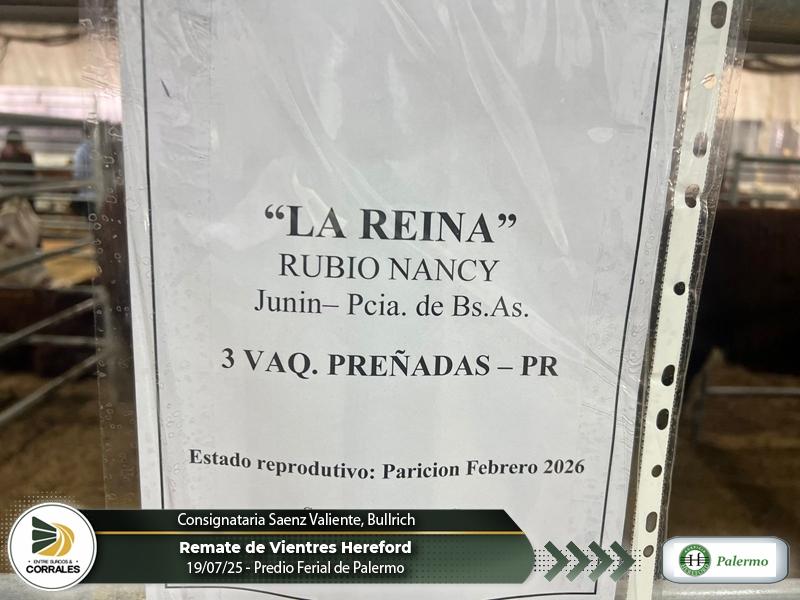 “LA REINA”
RUBIO NANCY
Junin– Pcia. de Bs.As.
3 VAQ. PREÑADAS – PR
Estado reprodutivo: Paricion Febrero 2026
Consignataria Saenz Valiente, Bullrich
Remate de Vientres Hereford
19/07/25 - Predio Ferial de Palermo
ENTRE SURCOS &
CORRALES
H
Palermo